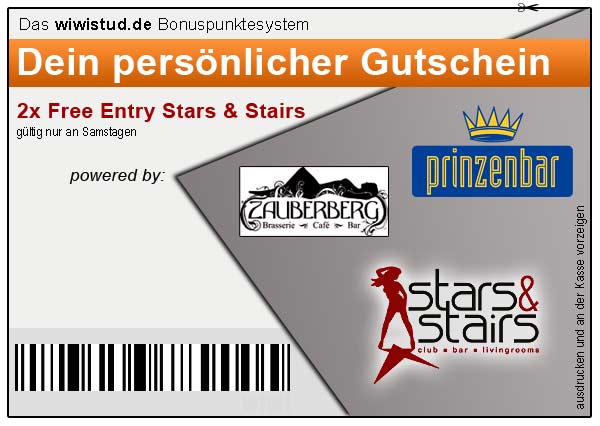 Das wiwistud.de Bonuspunktesystem
Dein persönlicher Gutschein
2x Free Entry Stars & Stairs
gültig nur an Samstagen
powered by:
prinzenbar
ZAUBERBERG
Brasserie Café Bar
stars&
stairs
club ▪ bar ▪ livingrooms
ausdrucken und an der Kasse vorzeigen